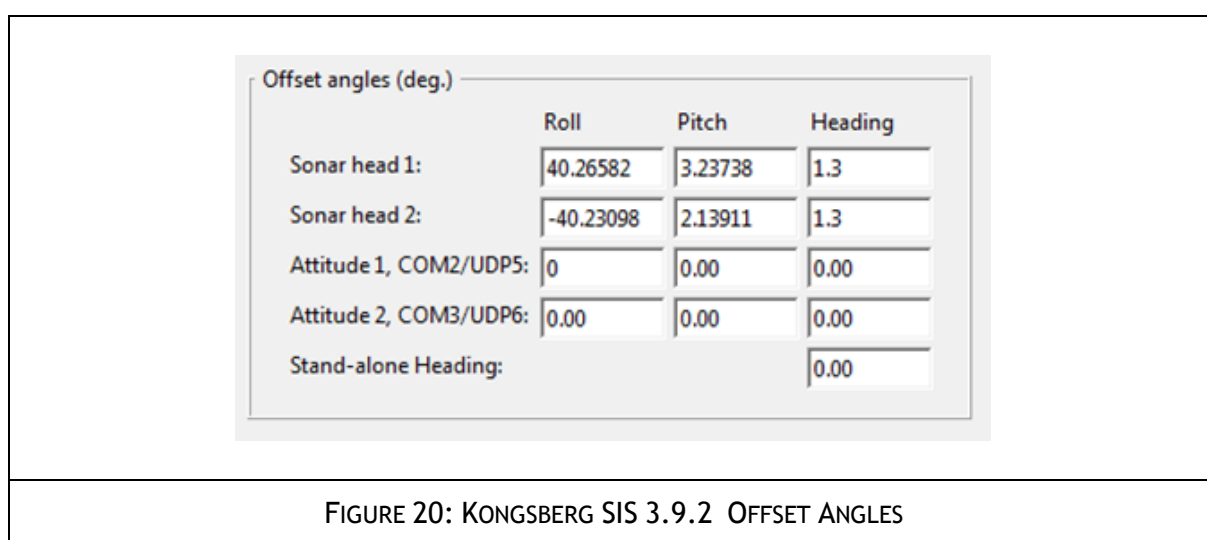 Offset angles (deg.)
Roll Pitch Heading
Sonar head 1: 40.26582 3.23738 1.3
Sonar head 2: -40.23098 2.13911 1.3
Attitude 1, COM2/UDP5: 0 0.00 0.00
Attitude 2, COM3/UDP6: 0.00 0.00 0.00
Stand-alone Heading: 0.00
FIGURE 20: KONGSBERG SIS 3.9.2 OFFSET ANGLES